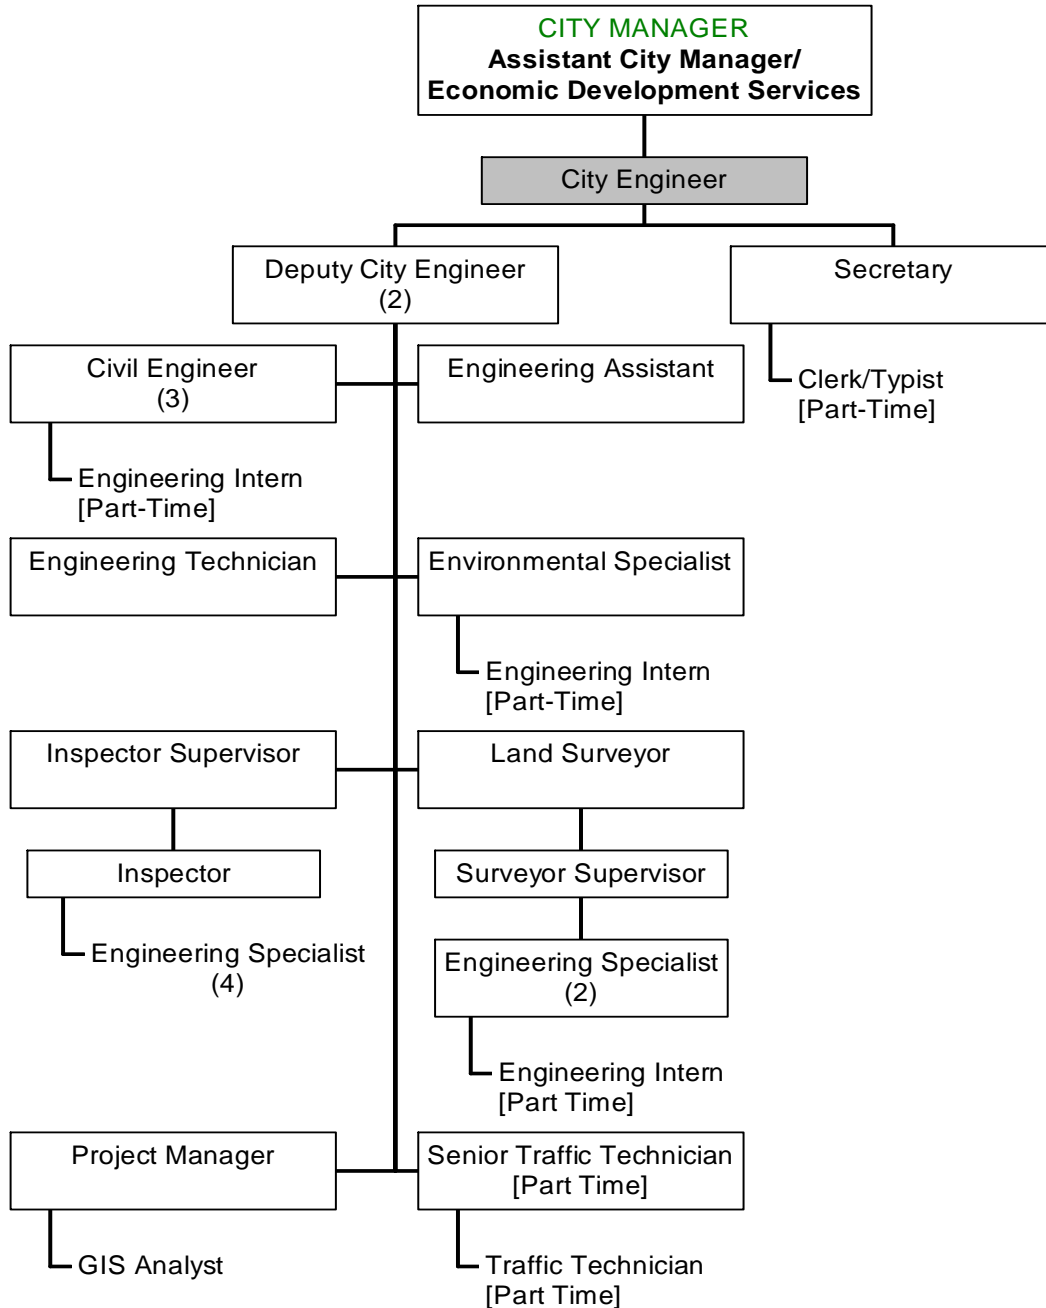 CITY MANAGER
Assistant City Manager/
Economic Development Services
City Engineer
Deputy City Engineer
(2)
Secretary
Civil Engineer
(3)
Engineering Assistant
Clerk/Typist
[Part-Time]
Engineering Intern
[Part-Time]
Engineering Technician
Environmental Specialist
Engineering Intern
[Part-Time]
Inspector Supervisor
Land Surveyor
Inspector
Surveyor Supervisor
Engineering Specialist
(4)
Engineering Specialist
(2)
Engineering Intern
[Part Time]
Project Manager
Senior Traffic Technician
[Part Time]
GIS Analyst
Traffic Technician
[Part Time]